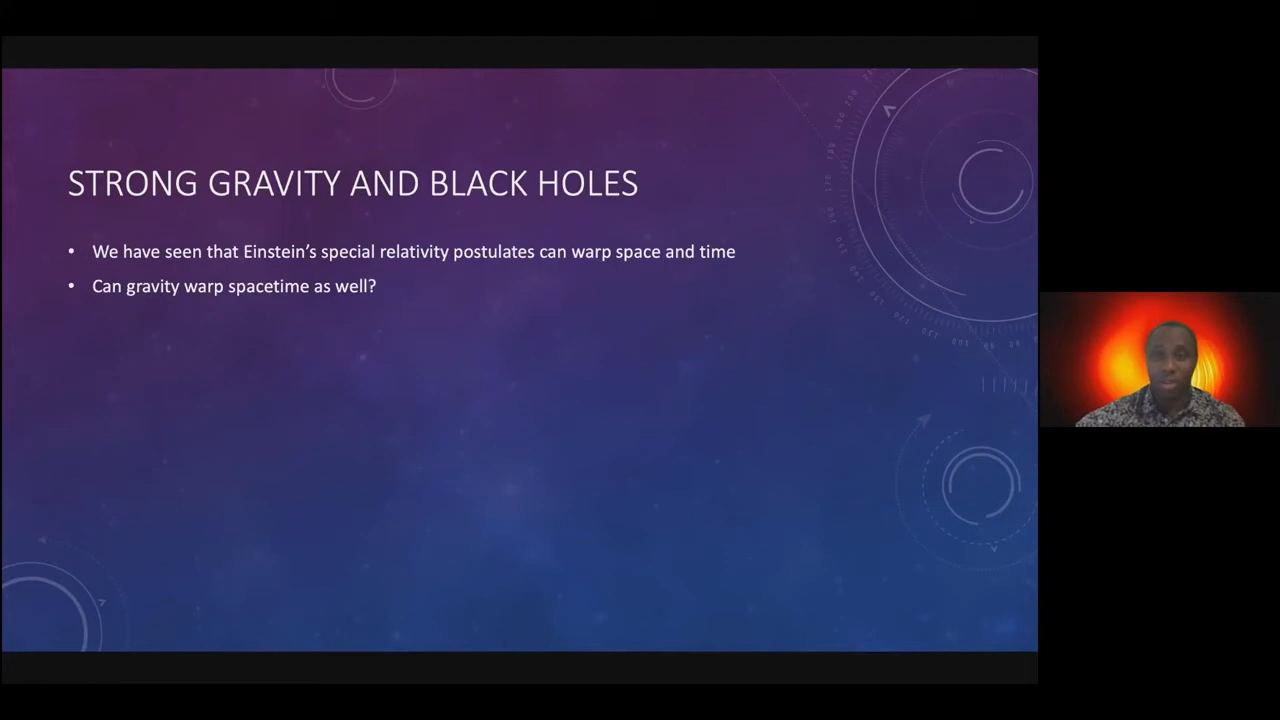 STRONG GRAVITY AND BLACK HOLES
• We have seen that Einstein's special relativity postulates can warp space and time
• Can gravity warp spacetime as well?